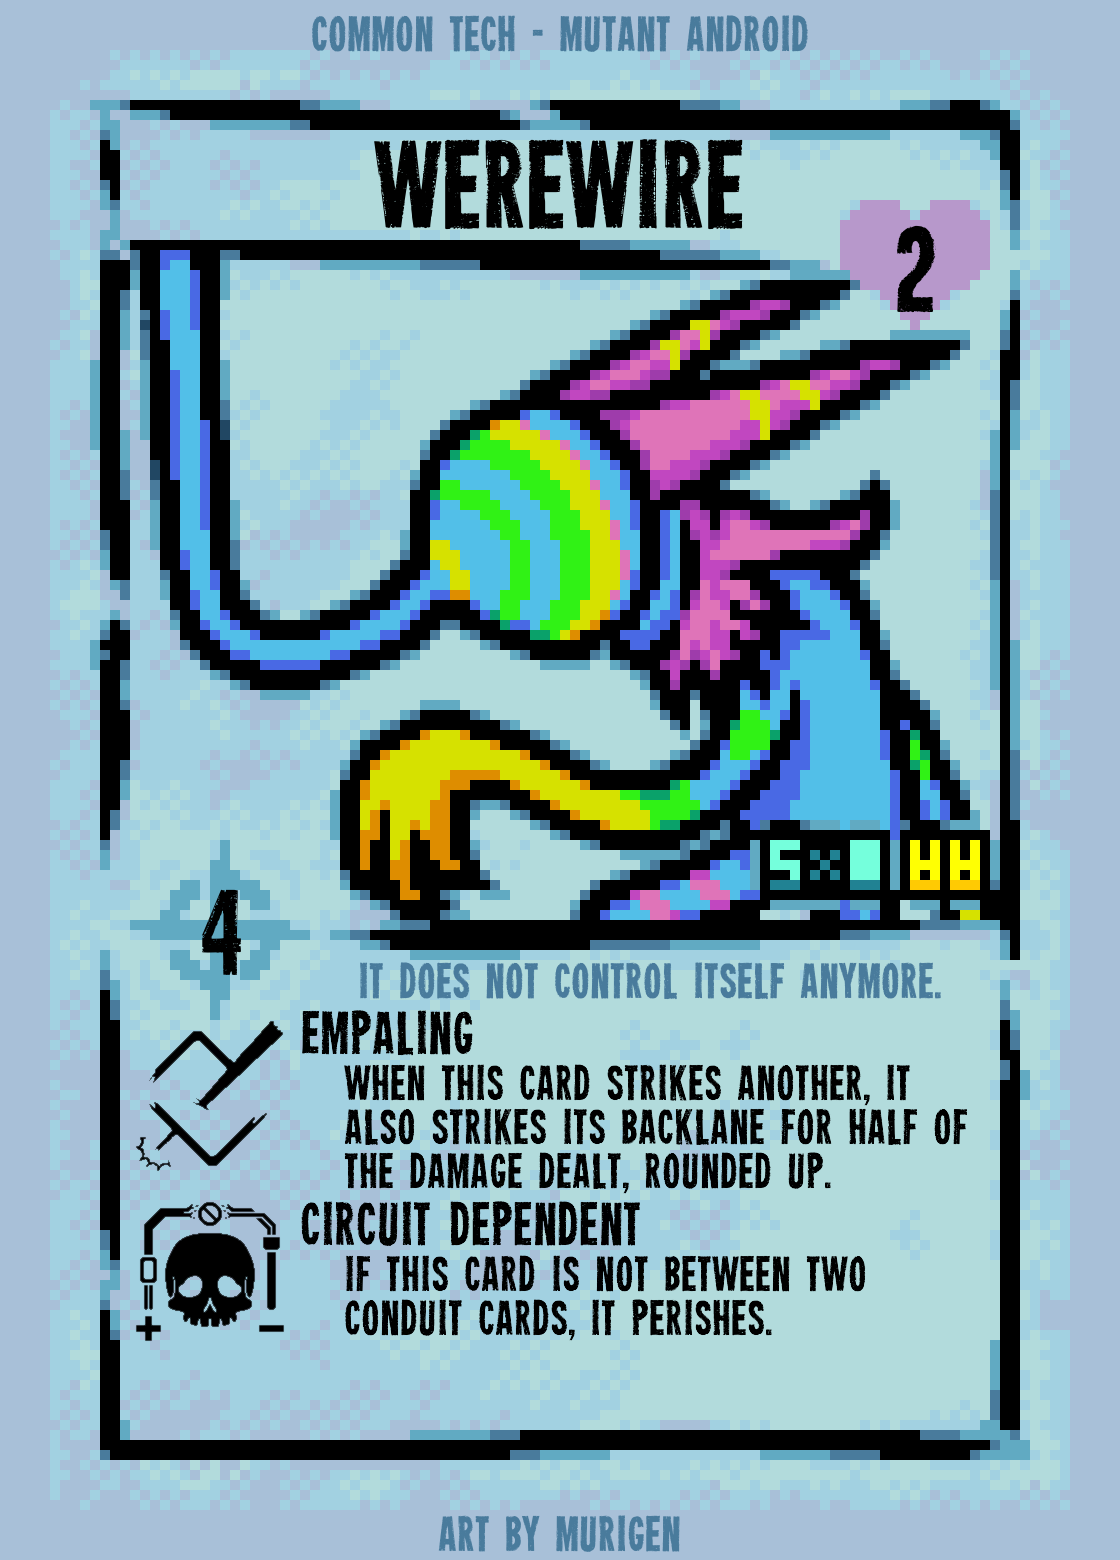 COMMON TECH - MUTANT ANDROID
WEREWIRE
2
4
IT DOES NOT CONTROL ITSELF ANYMORE.
EMPALING
WHEN THIS CARD STRIKES ANOTHER, IT
ALSO STRIKES ITS BACKLANE FOR HALF OF
THE DAMAGE DEALT, ROUNDED UP.
CIRCUIT DEPENDENT
IF THIS CARD IS NOT BETWEEN TWO
CONDUIT CARDS, IT PERISHES.
ART BY MURIGEN